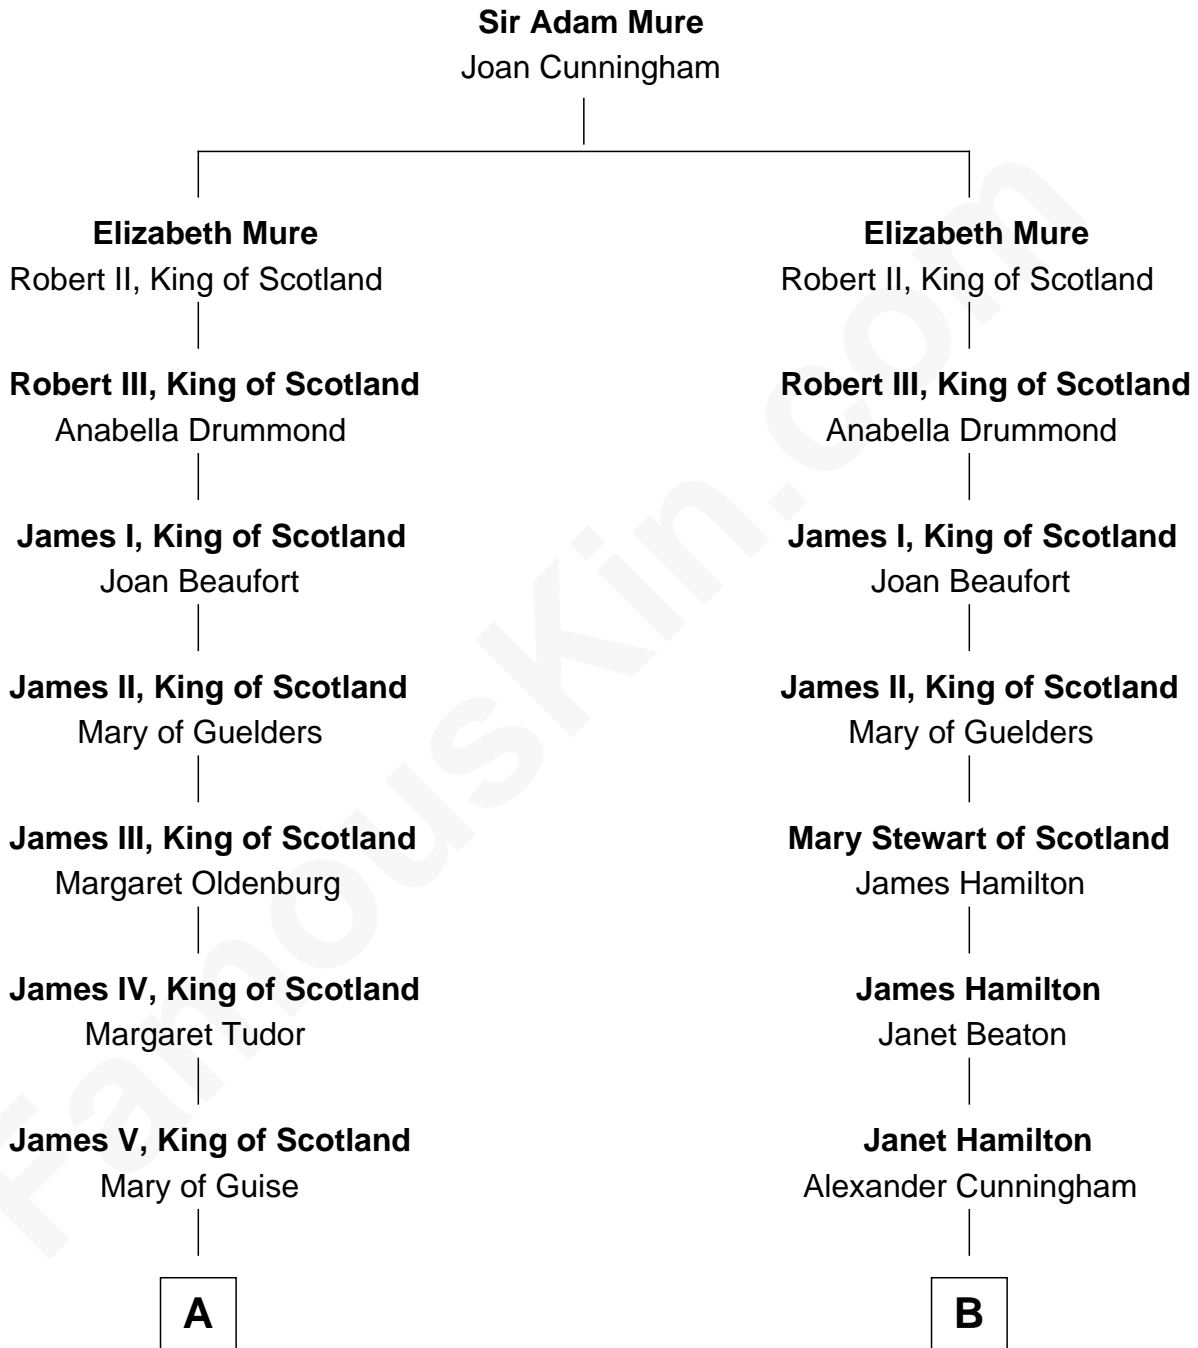 Sir Adam Mure
Joan Cunningham
Elizabeth Mure
Robert II, King of Scotland
Robert III, King of Scotland
Anabella Drummond
James I, King of Scotland
Joan Beaufort
James II, King of Scotland
Mary of Guelders
James III, King of Scotland
Margaret Oldenburg
James IV, King of Scotland
Margaret Tudor
James V, King of Scotland
Mary of Guise
A
Elizabeth Mure
Robert II, King of Scotland
Robert III, King of Scotland
Anabella Drummond
James I, King of Scotland
Joan Beaufort
James II, King of Scotland
Mary of Guelders
Mary Stewart of Scotland
James Hamilton
James Hamilton
Janet Beaton
Janet Hamilton
Alexander Cunningham
B
FamousKin.com